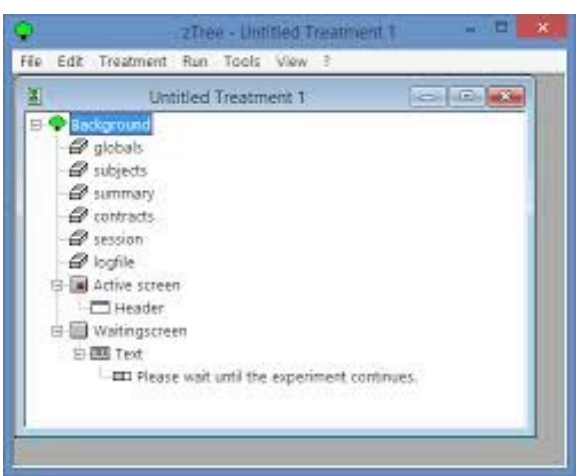 zTree - Untitled Treatment 1
File Edit Treatment Run Tools View ?
Untitled Treatment 1
Background
globals
subjects
summary
contracts
session
logfile
Active screen
Header
Waitingscreen
Text
Please wait until the experiment continues.